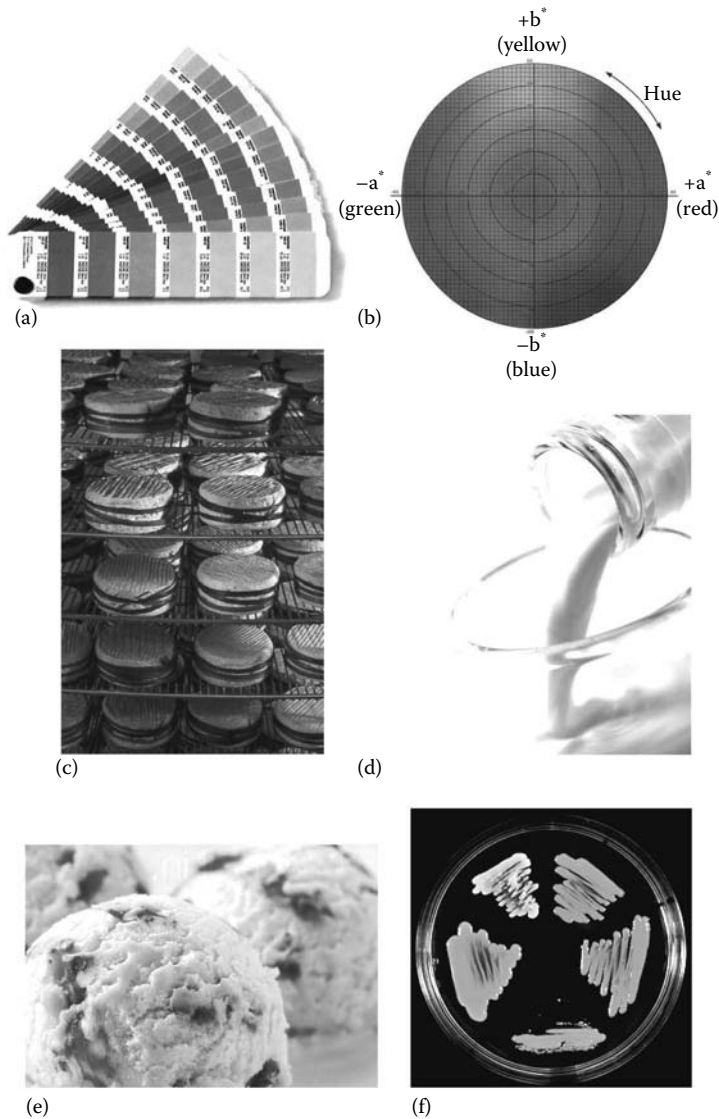 +b*
(yellow)
Hue
−a*
(green)
+a*
(red)
(a)
(b)
−b*
(blue)
(c)
(d)
(e)
(f)